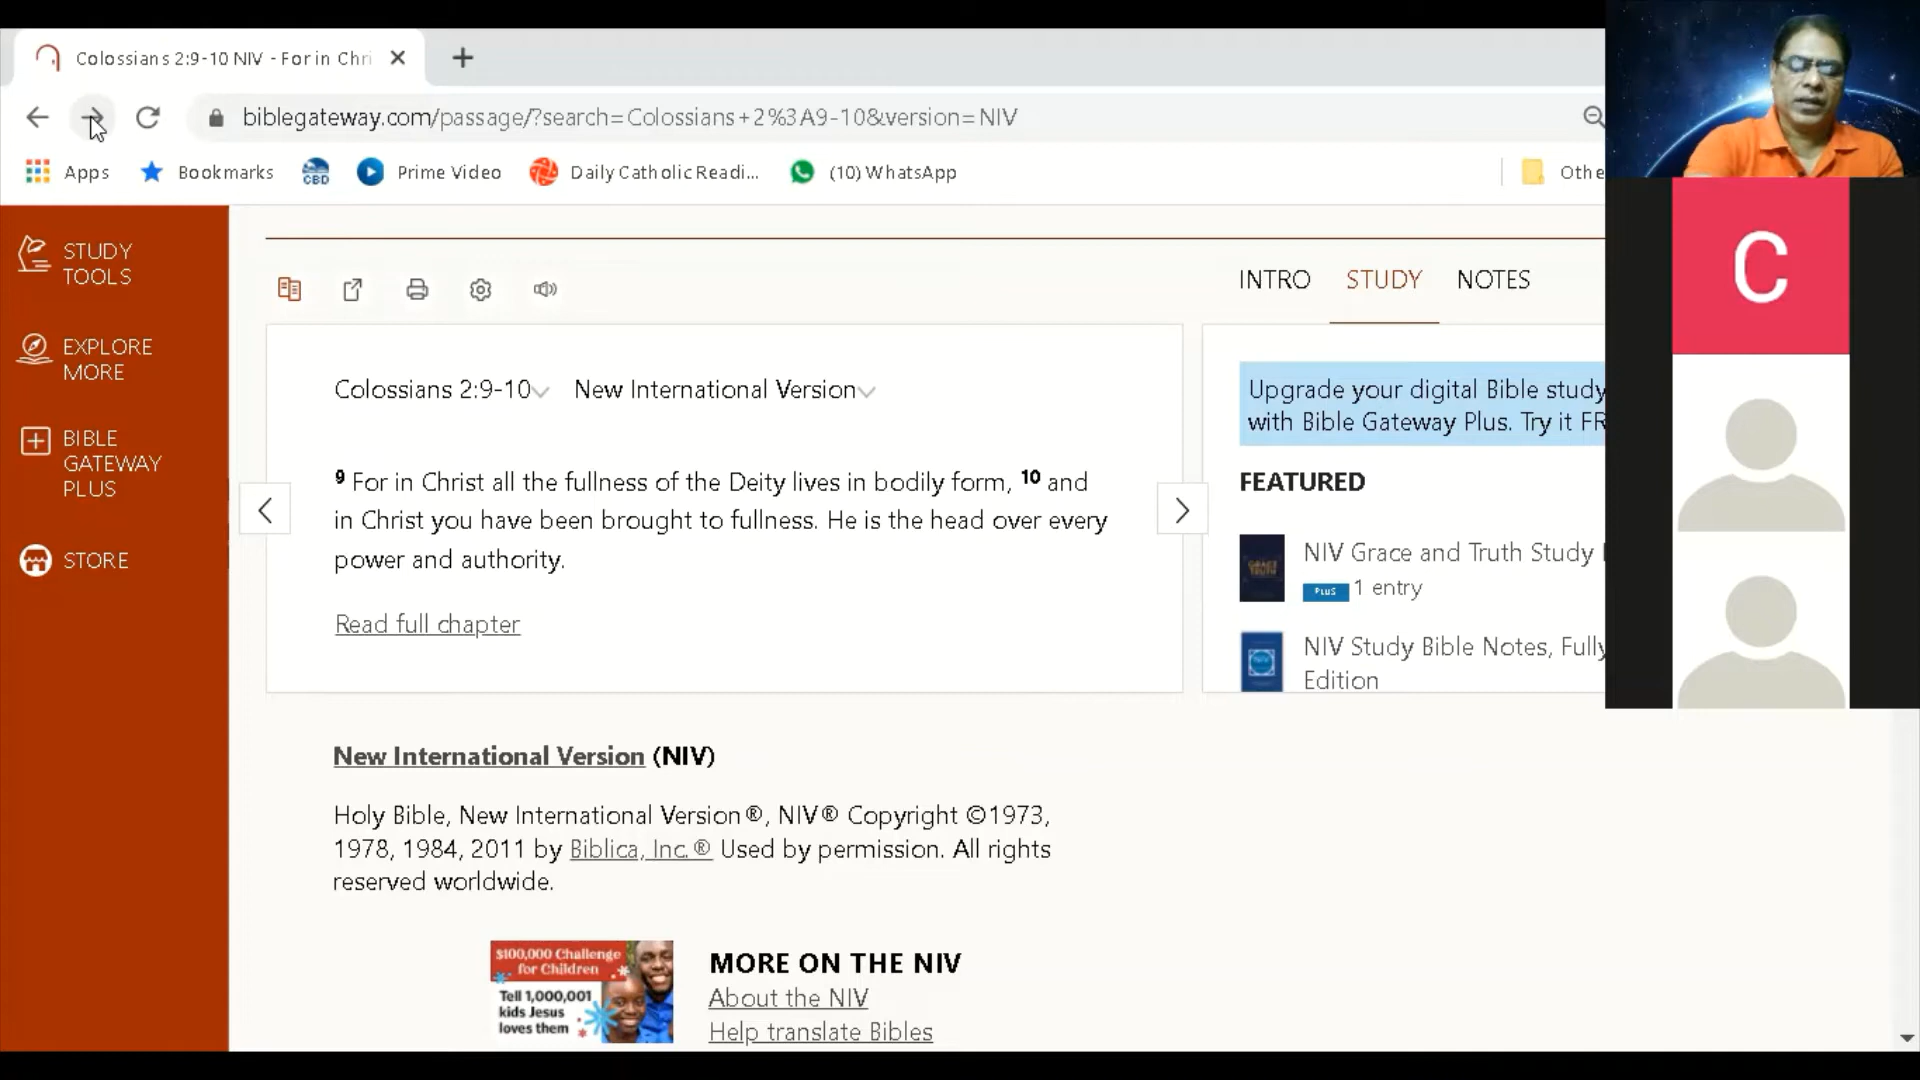 Colossians 2:9-10 NIV - For in Chri
biblegateway.com/passage/?search=Colossians+2%3A9-10&version=NIV
Apps Bookmarks CBD Prime Video Daily Catholic Readi... (10) WhatsApp Othe
STUDY
TOOLS
EXPLORE
MORE
BIBLE
GATEWAY
PLUS
STORE
INTRO STUDY NOTES
Colossians 2:9-10 New International Version
9 For in Christ all the fullness of the Deity lives in bodily form, 10 and
in Christ you have been brought to fullness. He is the head over every
power and authority.
Read full chapter
Upgrade your digital Bible study
with Bible Gateway Plus. Try it FR
FEATURED
NIV Grace and Truth Study
PLUS 1 entry
NIV Study Bible Notes, Fully
Edition
C
New International Version (NIV)
Holy Bible, New International Version®, NIV® Copyright ©1973,
1978, 1984, 2011 by Biblica, Inc.® Used by permission. All rights
reserved worldwide.
$100,000 Challenge
for Children
Tell 1,000,001
kids Jesus
loves them
MORE ON THE NIV
About the NIV
Help translate Bibles